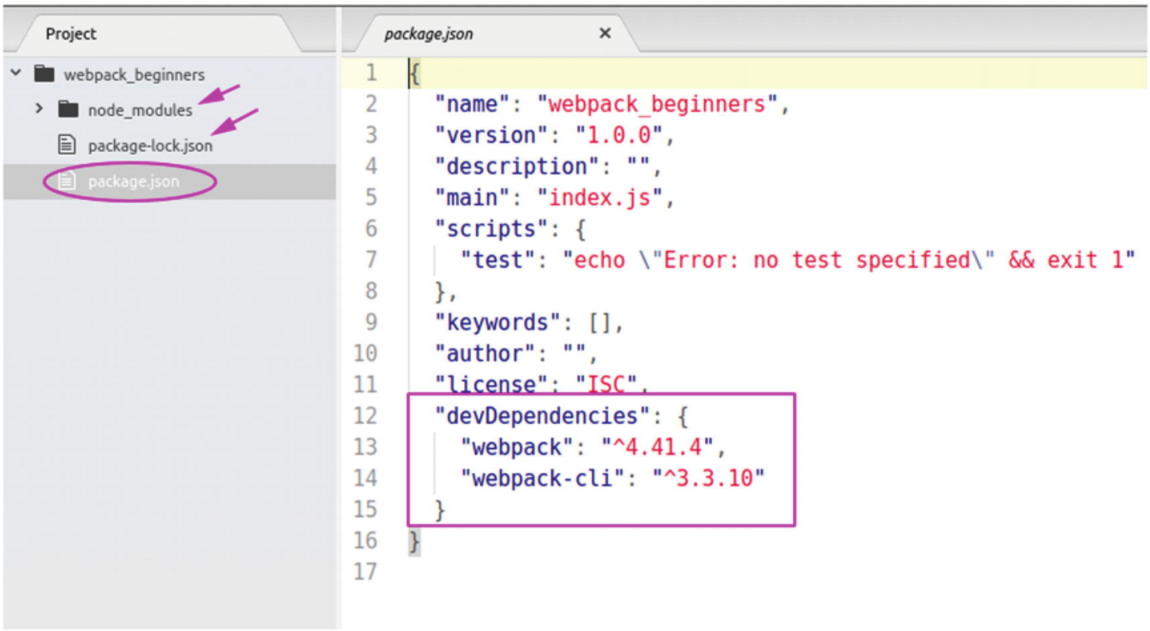 Project
webpack_beginners
node_modules
package-lock.json
package.json
package.json ×
1 {
2 "name": "webpack_beginners",
3 "version": "1.0.0",
4 "description": "",
5 "main": "index.js",
6 "scripts": {
7 "test": "echo \"Error: no test specified\" && exit 1"
8 },
9 "keywords": [],
10 "author": "",
11 "license": "ISC",
12 "devDependencies": {
13 "webpack": "^4.41.4",
14 "webpack-cli": "^3.3.10"
15 }
16 }
17